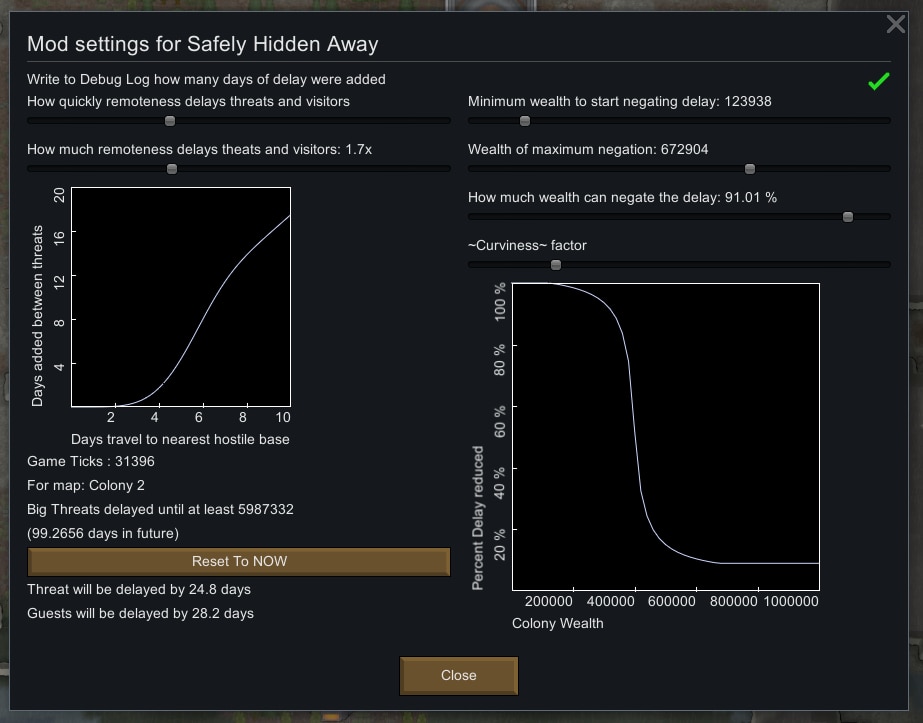 Mod settings for Safely Hidden Away
Write to Debug Log how many days of delay were added
How quickly remoteness delays threats and visitors
How much remoteness delays theats and visitors: 1.7x
Days added between threats
20
16
12
8
4
2 4 6 8 10
Days travel to nearest hostile base
Game Ticks : 31396
For map: Colony 2
Big Threats delayed until at least 5987332
(99.2656 days in future)
Reset To NOW
Threat will be delayed by 24.8 days
Guests will be delayed by 28.2 days
Minimum wealth to start negating delay: 123938
Wealth of maximum negation: 672904
How much wealth can negate the delay: 91.01 %
~Curviness~ factor
Percent Delay reduced
100 %
80 %
60 %
40 %
20 %
200000 400000 600000 800000 1000000
Colony Wealth
Close